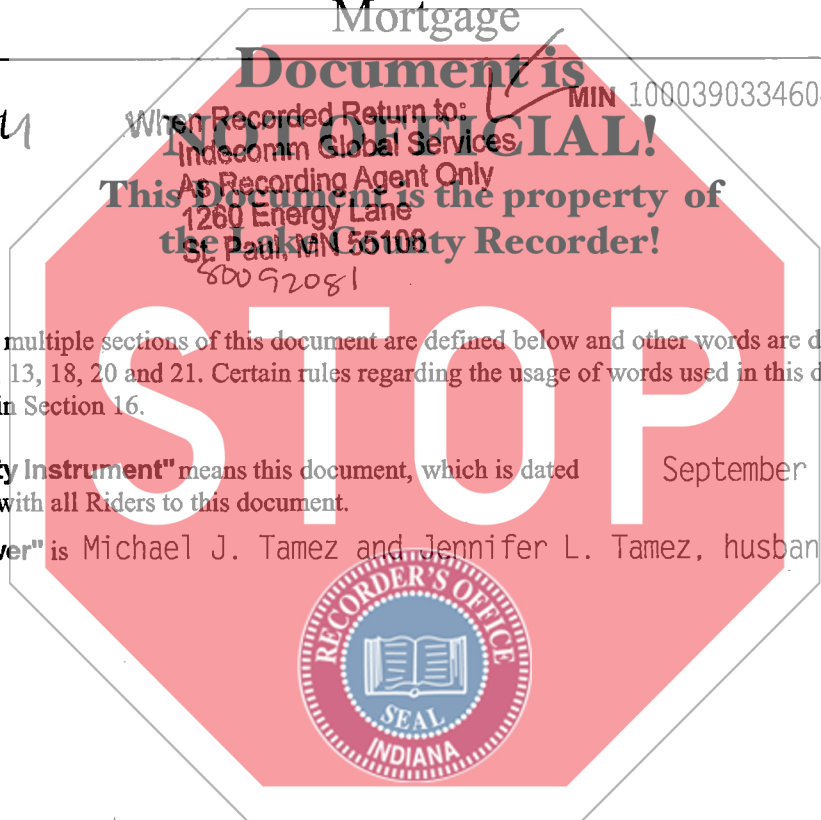 Mortgage
Document is
MIN 100039033460
When Recorded Return to:
NOT OFFICIAL!
Indecomm Global Services
As Recording Agent Only
This Document is the property of
1260 Energy Lane
the Lake County Recorder!
St. Paul, MN 55108
80092081
multiple sections of this document are defined below and other words are d
13, 18, 20 and 21. Certain rules regarding the usage of words used in this d
in Section 16.
ty Instrument" means this document, which is dated September
with all Riders to this document.
ver" is Michael J. Tamez and Jennifer L. Tamez, husban
STOP
RECORDER'S OFFICE
SEAL
INDIANA